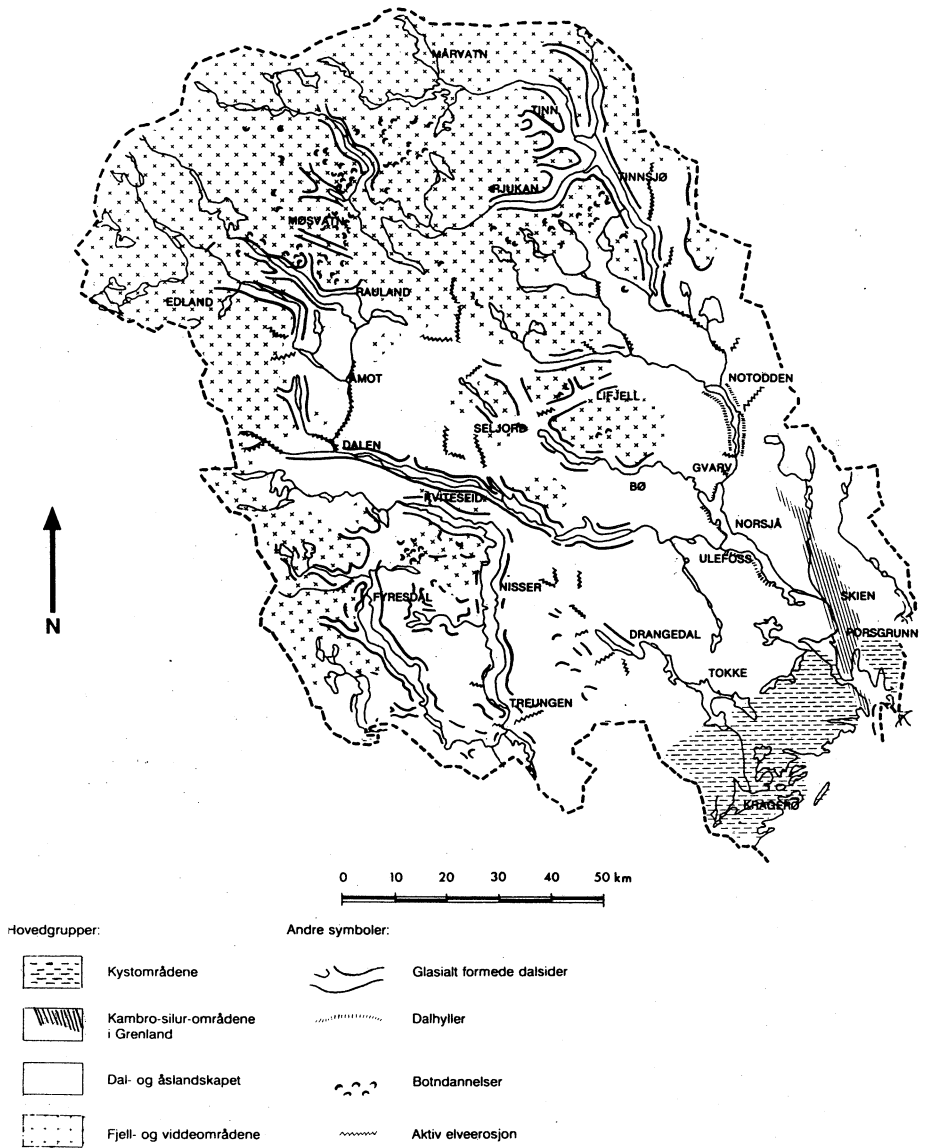 MÅRVATN
TINN
TINNSJØ
RJUKAN
MØSVATN
RAULAND
EDLAND
ÅMOT
NOTODDEN
LIFJELL
SELJORD
DALEN
GVARV
BØ
KVITESEID
NORSJÅ
ULEFOSS
NISSER
FYRESDAL
SKIEN
DRANGEDAL
PORSGRUNN
TOKKE
TREUNGEN
KRAGERØ
N
0 10 20 30 40 50 km
Hovedgrupper: Andre symboler:
Kystområdene Glasialt formede dalsider
Kambro-silur-områdene
i Grenland
Dalhyller
Dal- og åslandskapet Botndannelser
Fjell- og viddeområdene Aktiv elveerosjon